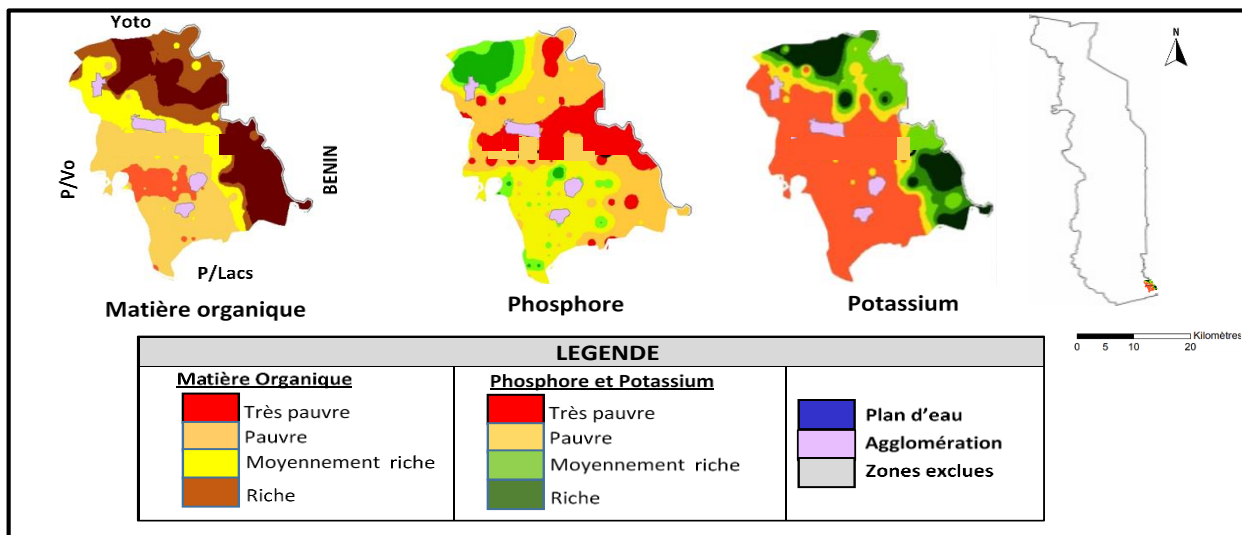 Yoto
P/Vo
BENIN
P/Lacs
N
Matière organique
Phosphore
Potassium
Kilomètres
0 5 10 20
LEGENDE
Matière Organique
Très pauvre
Pauvre
Moyennement riche
Riche
Phosphore et Potassium
Très pauvre
Pauvre
Moyennement riche
Riche
Plan d’eau
Agglomération
Zones exclues